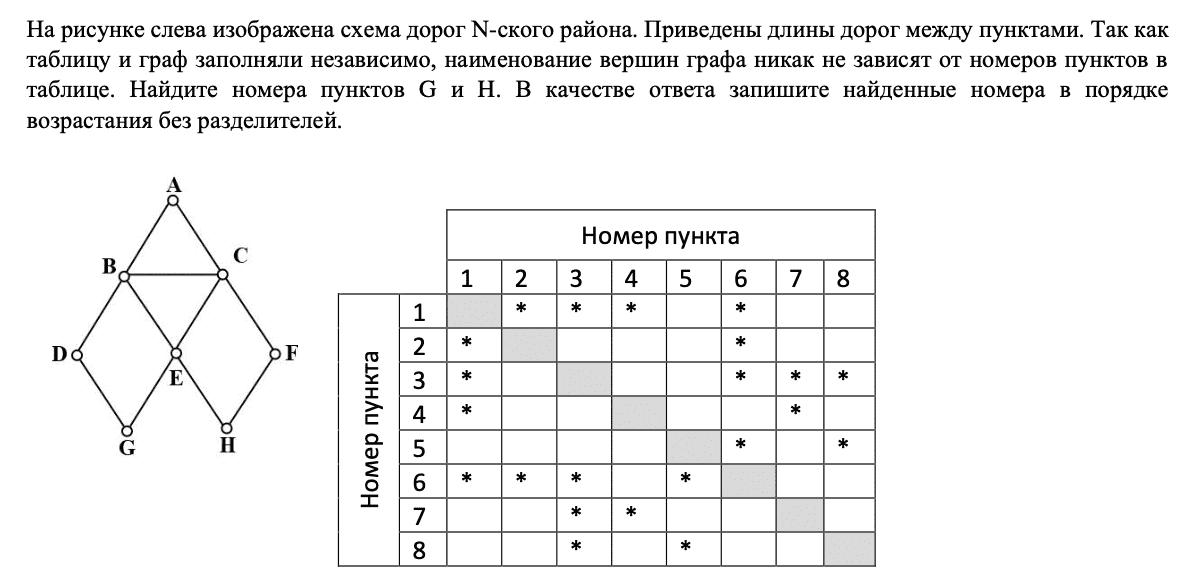 На рисунке слева изображена схема дорог N-ского района. Приведены длины дорог между пунктами. Так как
таблицу и граф заполняли независимо, наименование вершин графа никак не зависят от номеров пунктов в
таблице. Найдите номера пунктов G и H. В качестве ответа запишите найденные номера в порядке
возрастания без разделителей.
A
B
C
D
E
F
G
H
Номер пункта
1 2 3 4 5 6 7 8
Номер пункта
1 * * * *
2 * *
3 * * * *
4 * *
5 * *
6 * * * *
7 * *
8 * *